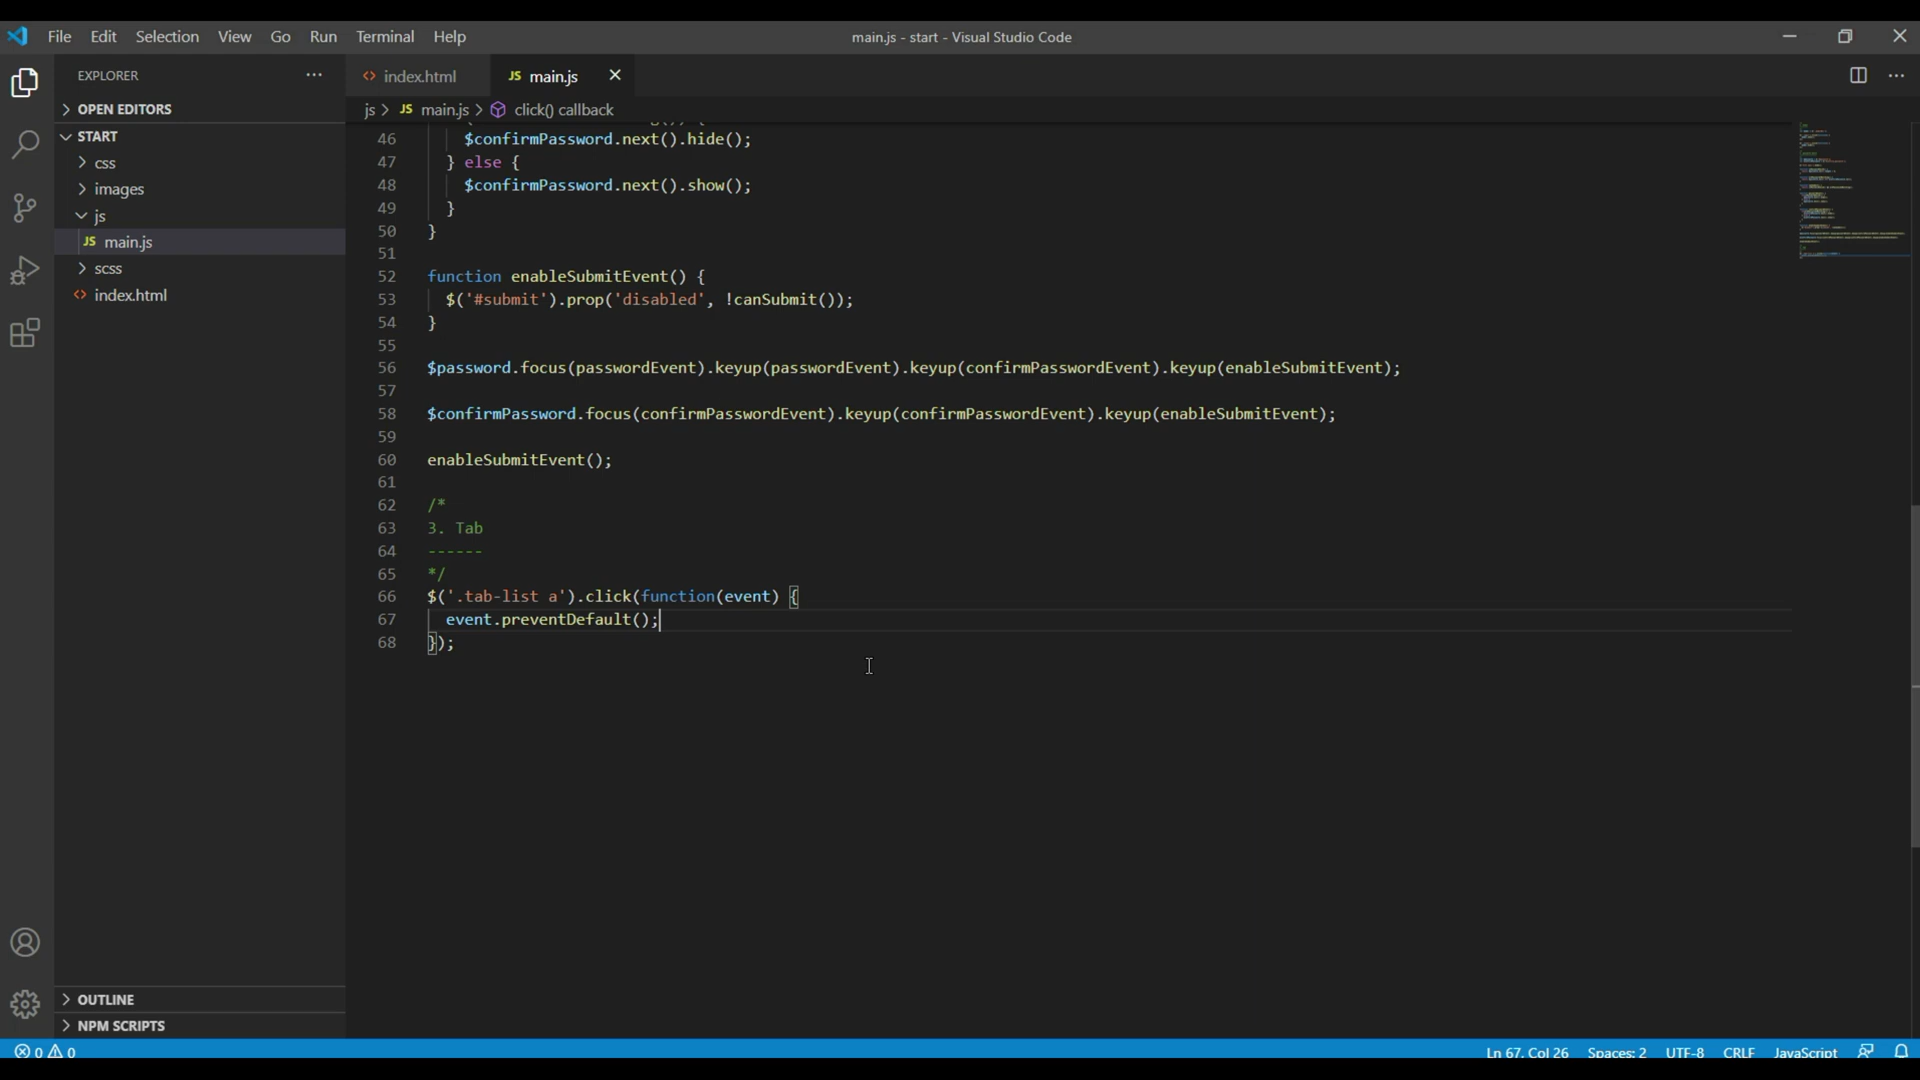 File Edit Selection View Go Run Terminal Help
main.js - start - Visual Studio Code
EXPLORER
OPEN EDITORS
START
css
images
js
JS main.js
scss
<> index.html
OUTLINE
NPM SCRIPTS
<> index.html
JS main.js
js > JS main.js > click() callback
46 $confirmPassword.next().hide();
47 } else {
48 $confirmPassword.next().show();
49 }
50 }
51
52 function enableSubmitEvent() {
53 $('#submit').prop('disabled', !canSubmit());
54 }
55
56 $password.focus(passwordEvent).keyup(passwordEvent).keyup(confirmPasswordEvent).keyup(enableSubmitEvent);
57
58 $confirmPassword.focus(confirmPasswordEvent).keyup(confirmPasswordEvent).keyup(enableSubmitEvent);
59
60 enableSubmitEvent();
61
62 /*
63 3. Tab
64 ------
65 */
66 $('.tab-list a').click(function(event) {
67 event.preventDefault();
68 });
0 0
Ln 67, Col 26 Spaces: 2 UTF-8 CRLF JavaScript